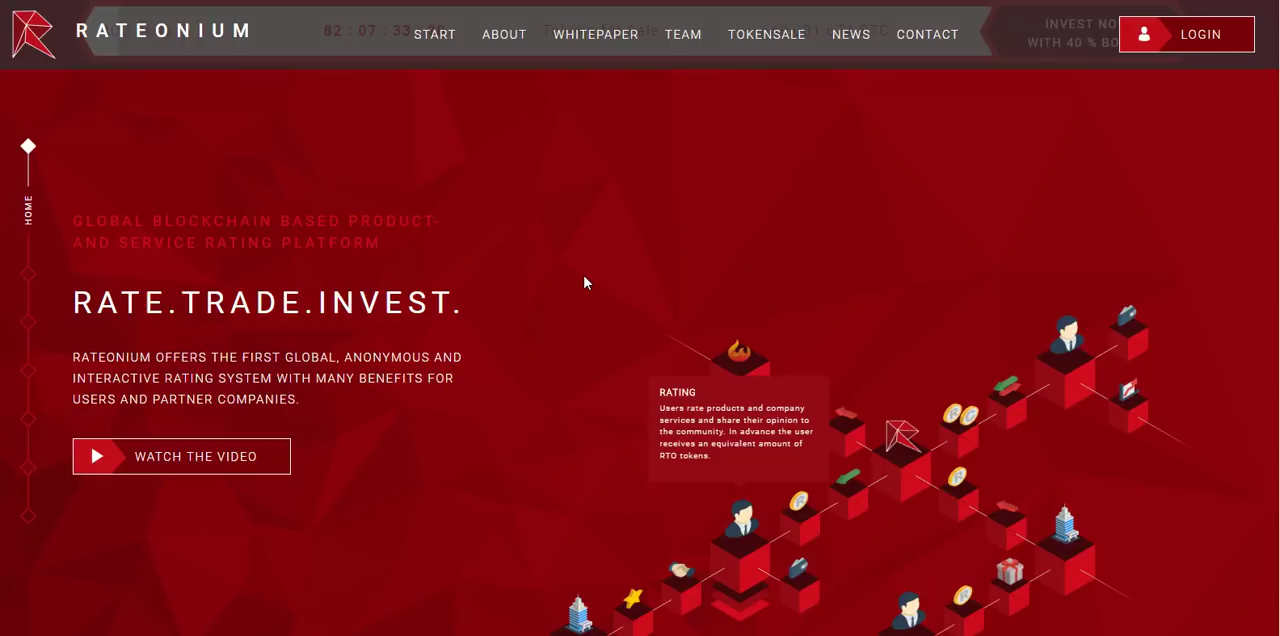 RATEONIUM
82 : 07 : 33
START
ABOUT
WHITEPAPER
TEAM
TOKENSALE
NEWS
CONTACT
INVEST NO
WITH 40 % BO
LOGIN
HOME
GLOBAL BLOCKCHAIN BASED PRODUCT-
AND SERVICE RATING PLATFORM
RATE.TRADE.INVEST.
RATEONIUM OFFERS THE FIRST GLOBAL, ANONYMOUS AND
INTERACTIVE RATING SYSTEM WITH MANY BENEFITS FOR
USERS AND PARTNER COMPANIES.
WATCH THE VIDEO
RATING
Users rate products and company
services and share their opinion to
the community. In advance the user
receives an equivalent amount of
RTO tokens.